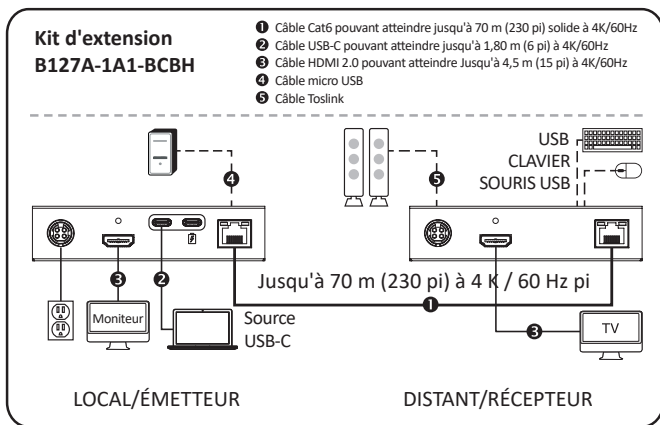 Kit d'extension
B127A-1A1-BCBH
❶ Câble Cat6 pouvant atteindre jusqu'à 70 m (230 pi) solide à 4K/60Hz
❷ Câble USB-C pouvant atteindre jusqu'à 1,80 m (6 pi) à 4K/60Hz
❸ Câble HDMI 2.0 pouvant atteindre Jusqu'à 4,5 m (15 pi) à 4K/60Hz
❹ Câble micro USB
❺ Câble Toslink
USB
CLAVIER
SOURIS USB
❹
❺
Jusqu'à 70 m (230 pi) à 4 K / 60 Hz pi
❸
❷
❶
❸
Moniteur
Source
USB-C
TV
LOCAL/ÉMETTEUR
DISTANT/RÉCEPTEUR